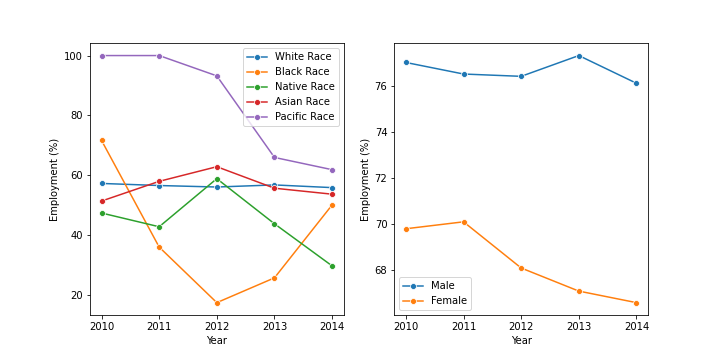 Employment (%)
100
80
60
40
20
2010 2011 2012 2013 2014
Year
White Race
Black Race
Native Race
Asian Race
Pacific Race
Employment (%)
76
74
72
70
68
2010 2011 2012 2013 2014
Year
Male
Female